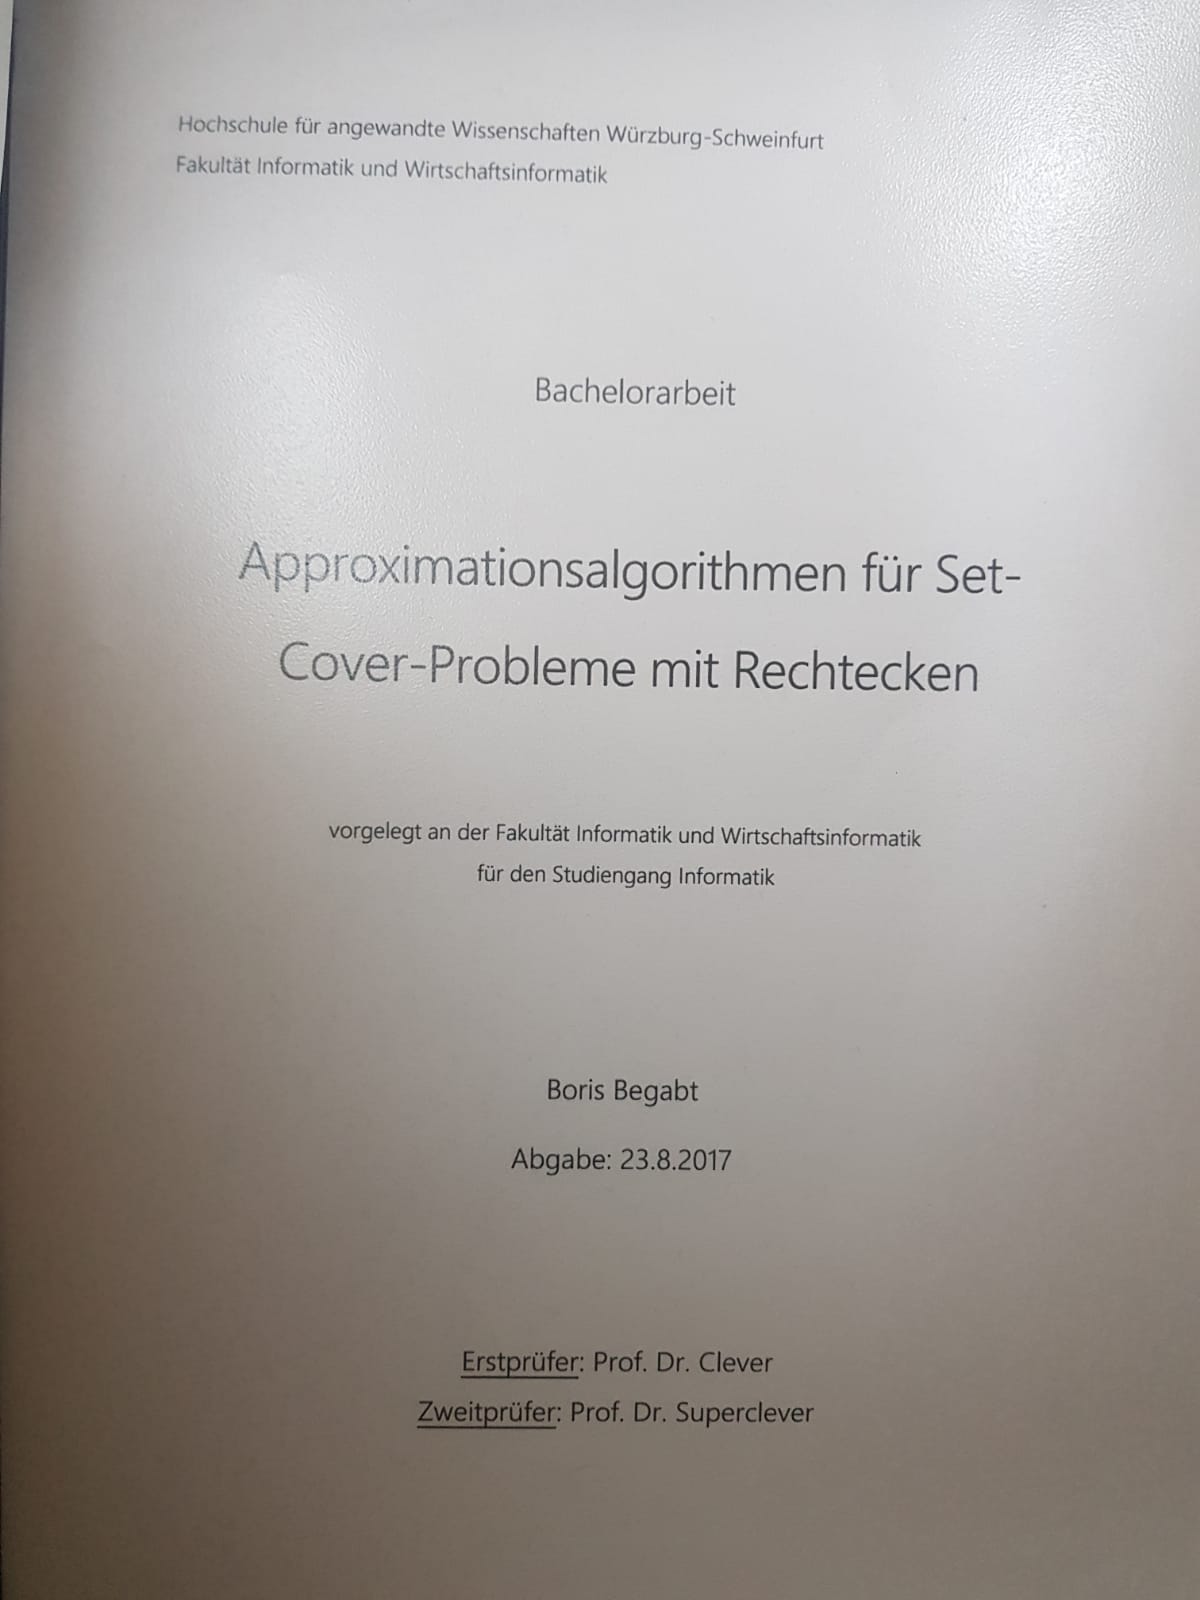 Hochschule für angewandte Wissenschaften Würzburg-Schweinfurt
Fakultät Informatik und Wirtschaftsinformatik
Bachelorarbeit
Approximationsalgorithmen für Set-
Cover-Probleme mit Rechtecken
vorgelegt an der Fakultät Informatik und Wirtschaftsinformatik
für den Studiengang Informatik
Boris Begabt
Abgabe: 23.8.2017
Erstprüfer: Prof. Dr. Clever
Zweitprüfer: Prof. Dr. Superclever